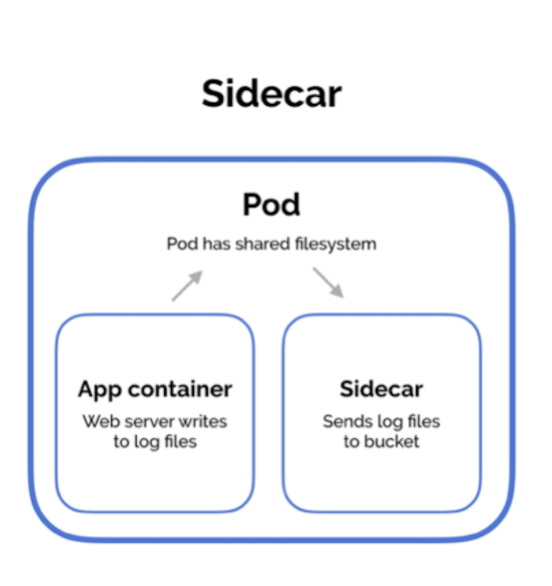 Sidecar
Pod
Pod has shared filesystem
App container
Web server writes
to log files
Sidecar
Sends log files
to bucket